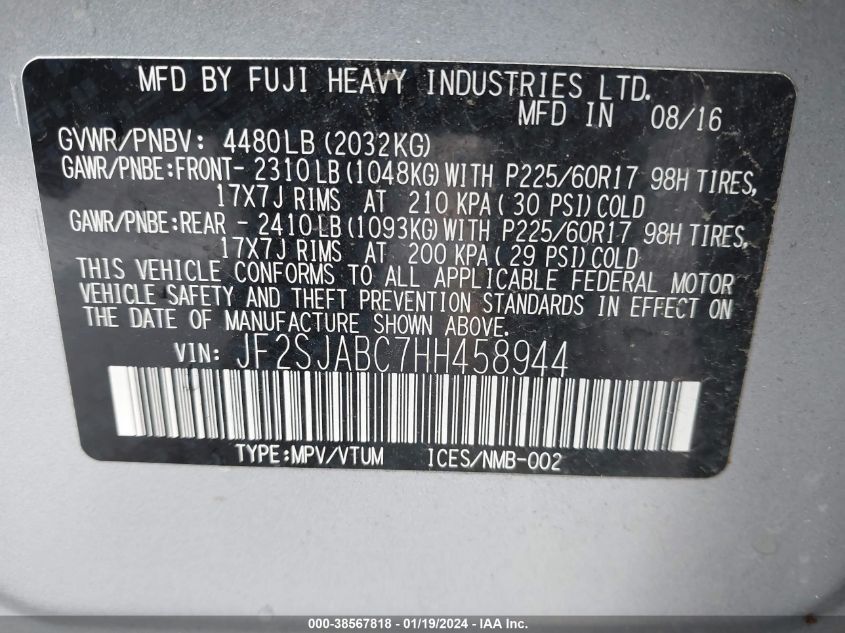 MFD BY FUJI HEAVY INDUSTRIES LTD.
MFD IN 08/16
GVWR/PNBV: 4480LB (2032KG)
GAWR/PNBE:FRONT- 2310LB (1048KG) WITH P225/60R17 98H TIRES,
17X7J RIMS AT 210 KPA ( 30 PSI) COLD
GAWR/PNBE:REAR - 2410LB (1093KG) WITH P225/60R17 98H TIRES,
17X7J RIMS AT 200 KPA ( 29 PSI) COLD
THIS VEHICLE CONFORMS TO ALL APPLICABLE FEDERAL MOTOR
VEHICLE SAFETY AND THEFT PREVENTION STANDARDS IN EFFECT ON
THE DATE OF MANUFACTURE SHOWN ABOVE.
VIN: JF2SJABC7HH458944
TYPE:MPV/VTUM ICES/NMB-002
000-38567818 - 01/19/2024 - IAA Inc.